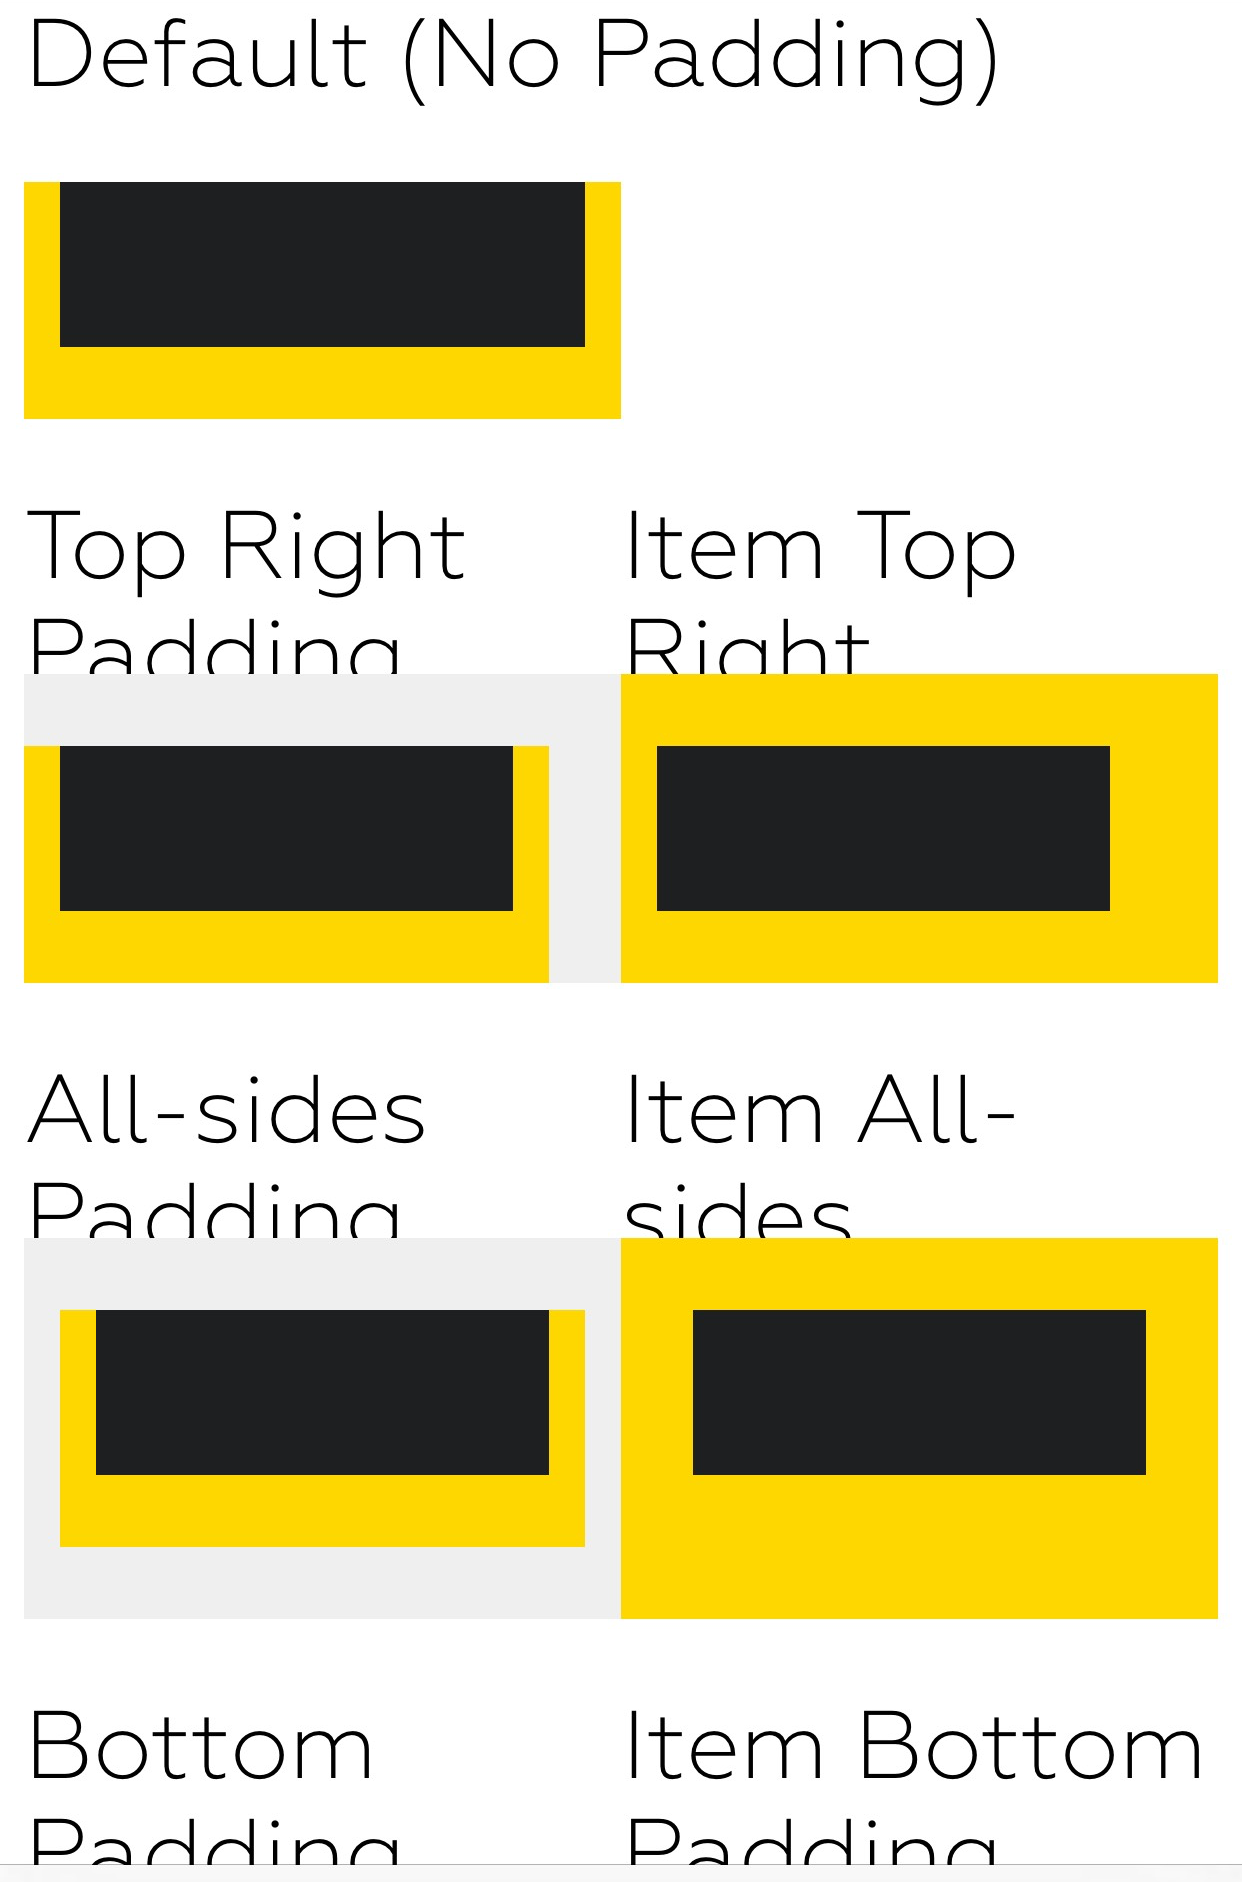 Default (No Padding)
Top Right
Padding
Item Top
Right
All-sides
Padding
Item All-
sides
Bottom
Padding
Item Bottom
Padding